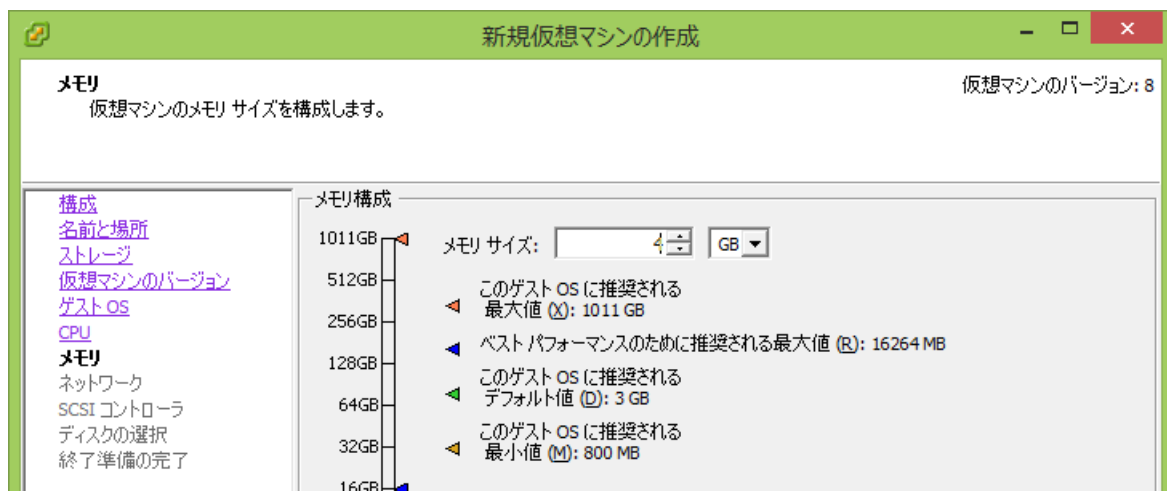 新規仮想マシンの作成
メモリ
仮想マシンのメモリ サイズを構成します。
仮想マシンのバージョン: 8
構成
名前と場所
ストレージ
仮想マシンのバージョン
ゲスト OS
CPU
メモリ
ネットワーク
SCSI コントローラ
ディスクの選択
終了準備の完了
メモリ構成
1011GB
512GB
256GB
128GB
64GB
32GB
16GB
メモリ サイズ: 4 GB
このゲスト OS に推奨される
最大値 (X): 1011 GB
ベスト パフォーマンスのために推奨される最大値 (R): 16264 MB
このゲスト OS に推奨される
デフォルト値 (D): 3 GB
このゲスト OS に推奨される
最小値 (M): 800 MB